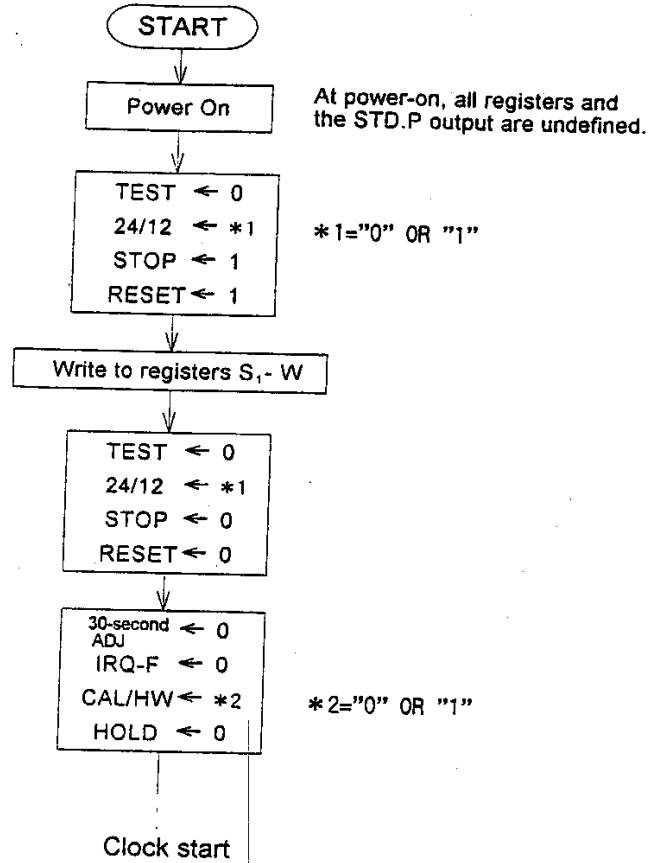 START
Power On
At power-on, all registers and
the STD.P output are undefined.
TEST ← 0
24/12 ← *1
STOP ← 1
RESET ← 1
*1="0" OR "1"
Write to registers S₁- W
TEST ← 0
24/12 ← *1
STOP ← 0
RESET ← 0
30-second
ADJ ← 0
IRQ-F ← 0
CAL/HW ← *2
HOLD ← 0
*2="0" OR "1"
Clock start